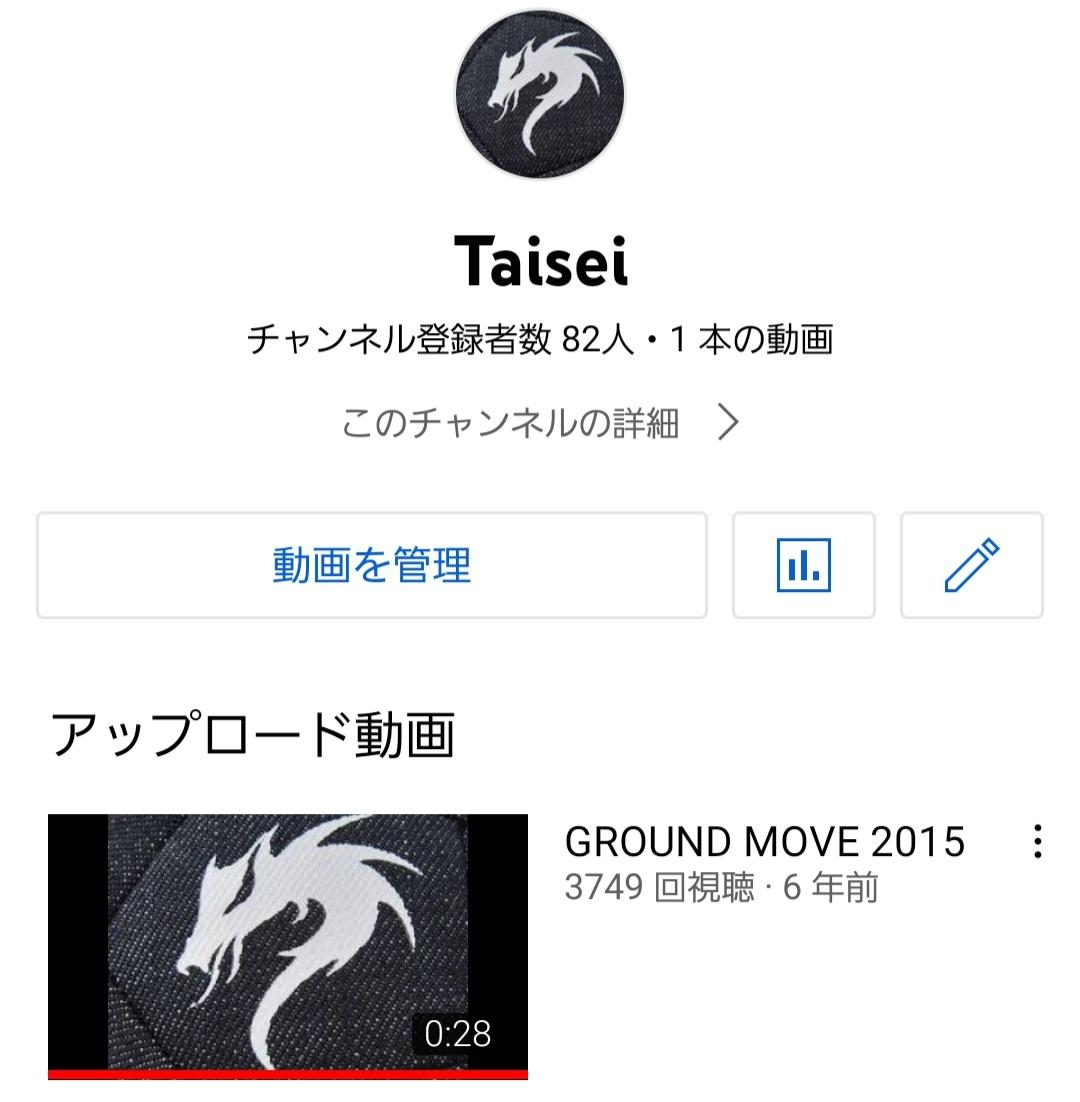 Taisei
チャンネル登録者数 82人・1 本の動画
このチャンネルの詳細
動画を管理
アップロード動画
GROUND MOVE 2015
3749 回視聴 · 6 年前
0:28